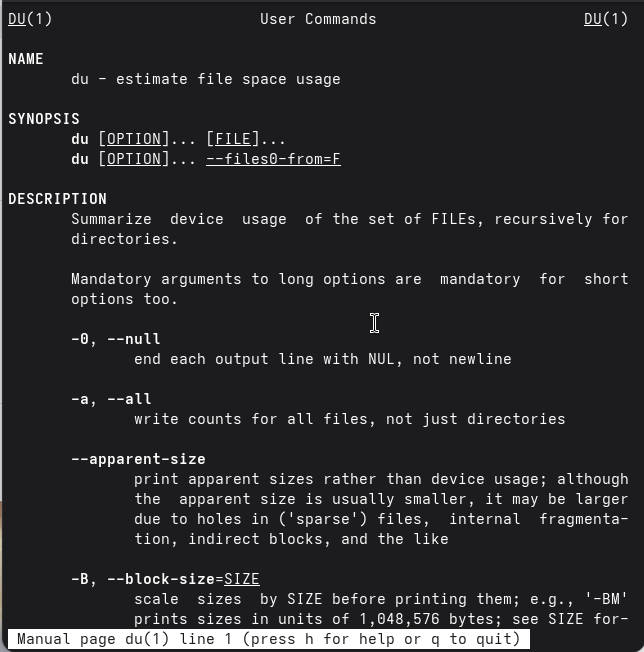 DU(1) User Commands DU(1)
NAME
du - estimate file space usage
SYNOPSIS
du [OPTION]... [FILE]...
du [OPTION]... --files0-from=F
DESCRIPTION
Summarize device usage of the set of FILEs, recursively for
directories.
Mandatory arguments to long options are mandatory for short
options too.
-0, --null
end each output line with NUL, not newline
-a, --all
write counts for all files, not just directories
--apparent-size
print apparent sizes rather than device usage; although
the apparent size is usually smaller, it may be larger
due to holes in ('sparse') files, internal fragmenta-
tion, indirect blocks, and the like
-B, --block-size=SIZE
scale sizes by SIZE before printing them; e.g., '-BM'
prints sizes in units of 1,048,576 bytes; see SIZE for-
Manual page du(1) line 1 (press h for help or q to quit)